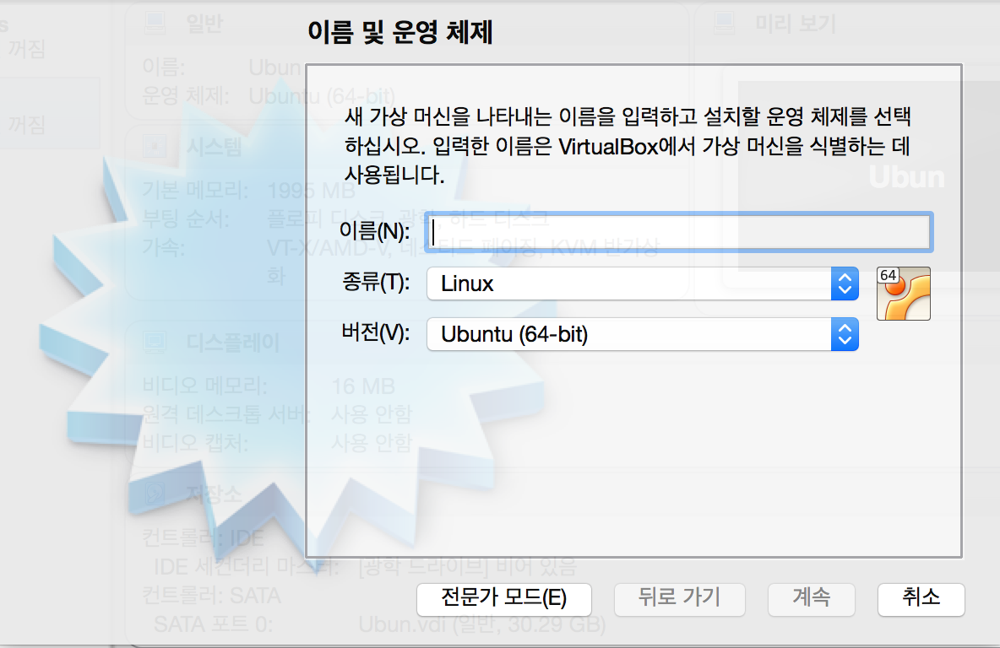 s
꺼짐
꺼짐
일반
이름: Ubun
운영 체제: Ubuntu (64-bit)
미리 보기
Ubun
시스템
기본 메모리: 1995 MB
부팅 순서: 플로피 디스크, 광학, 하드 디스크
가속: VT-x/AMD-V, 네스티드 페이징, KVM 반가상
화
디스플레이
비디오 메모리: 16 MB
원격 데스크톱 서버: 사용 안함
비디오 캡처: 사용 안함
저장소
컨트롤러: IDE
IDE 세컨더리 마스터: [광학 드라이브] 비어 있음
컨트롤러: SATA
SATA 포트 0: Ubun.vdi (일반, 30.29 GB)
이름 및 운영 체제
새 가상 머신을 나타내는 이름을 입력하고 설치할 운영 체제를 선택
하십시오. 입력한 이름은 VirtualBox에서 가상 머신을 식별하는 데
사용됩니다.
이름(N):
종류(T): Linux
64
버전(V): Ubuntu (64-bit)
전문가 모드(E) 뒤로 가기 계속 취소